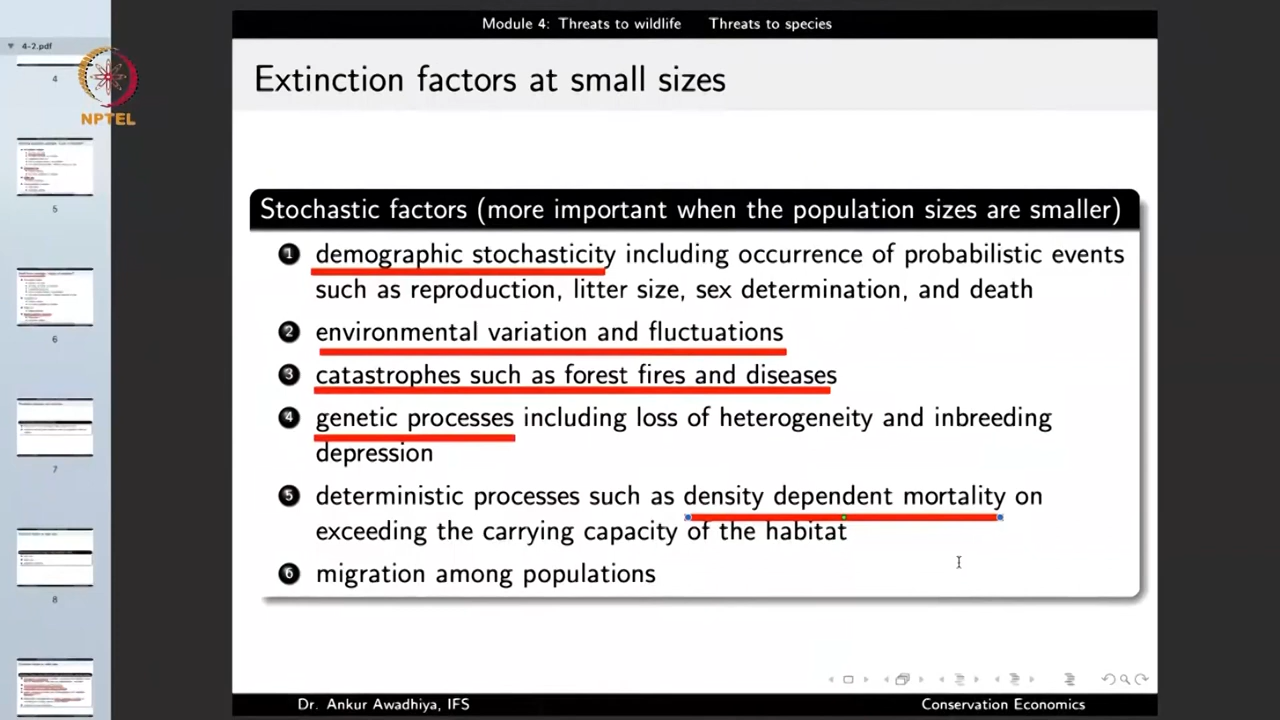 Module 4: Threats to wildlife Threats to species
4-2.pdf
4
NPTEL
Extinction factors at small sizes
Stochastic factors (more important when the population sizes are smaller)
1 demographic stochasticity including occurrence of probabilistic events
such as reproduction, litter size, sex determination, and death
2 environmental variation and fluctuations
3 catastrophes such as forest fires and diseases
4 genetic processes including loss of heterogeneity and inbreeding
depression
5 deterministic processes such as density dependent mortality on
exceeding the carrying capacity of the habitat
6 migration among populations
5
6
7
8
Dr. Ankur Awadhiya, IFS Conservation Economics